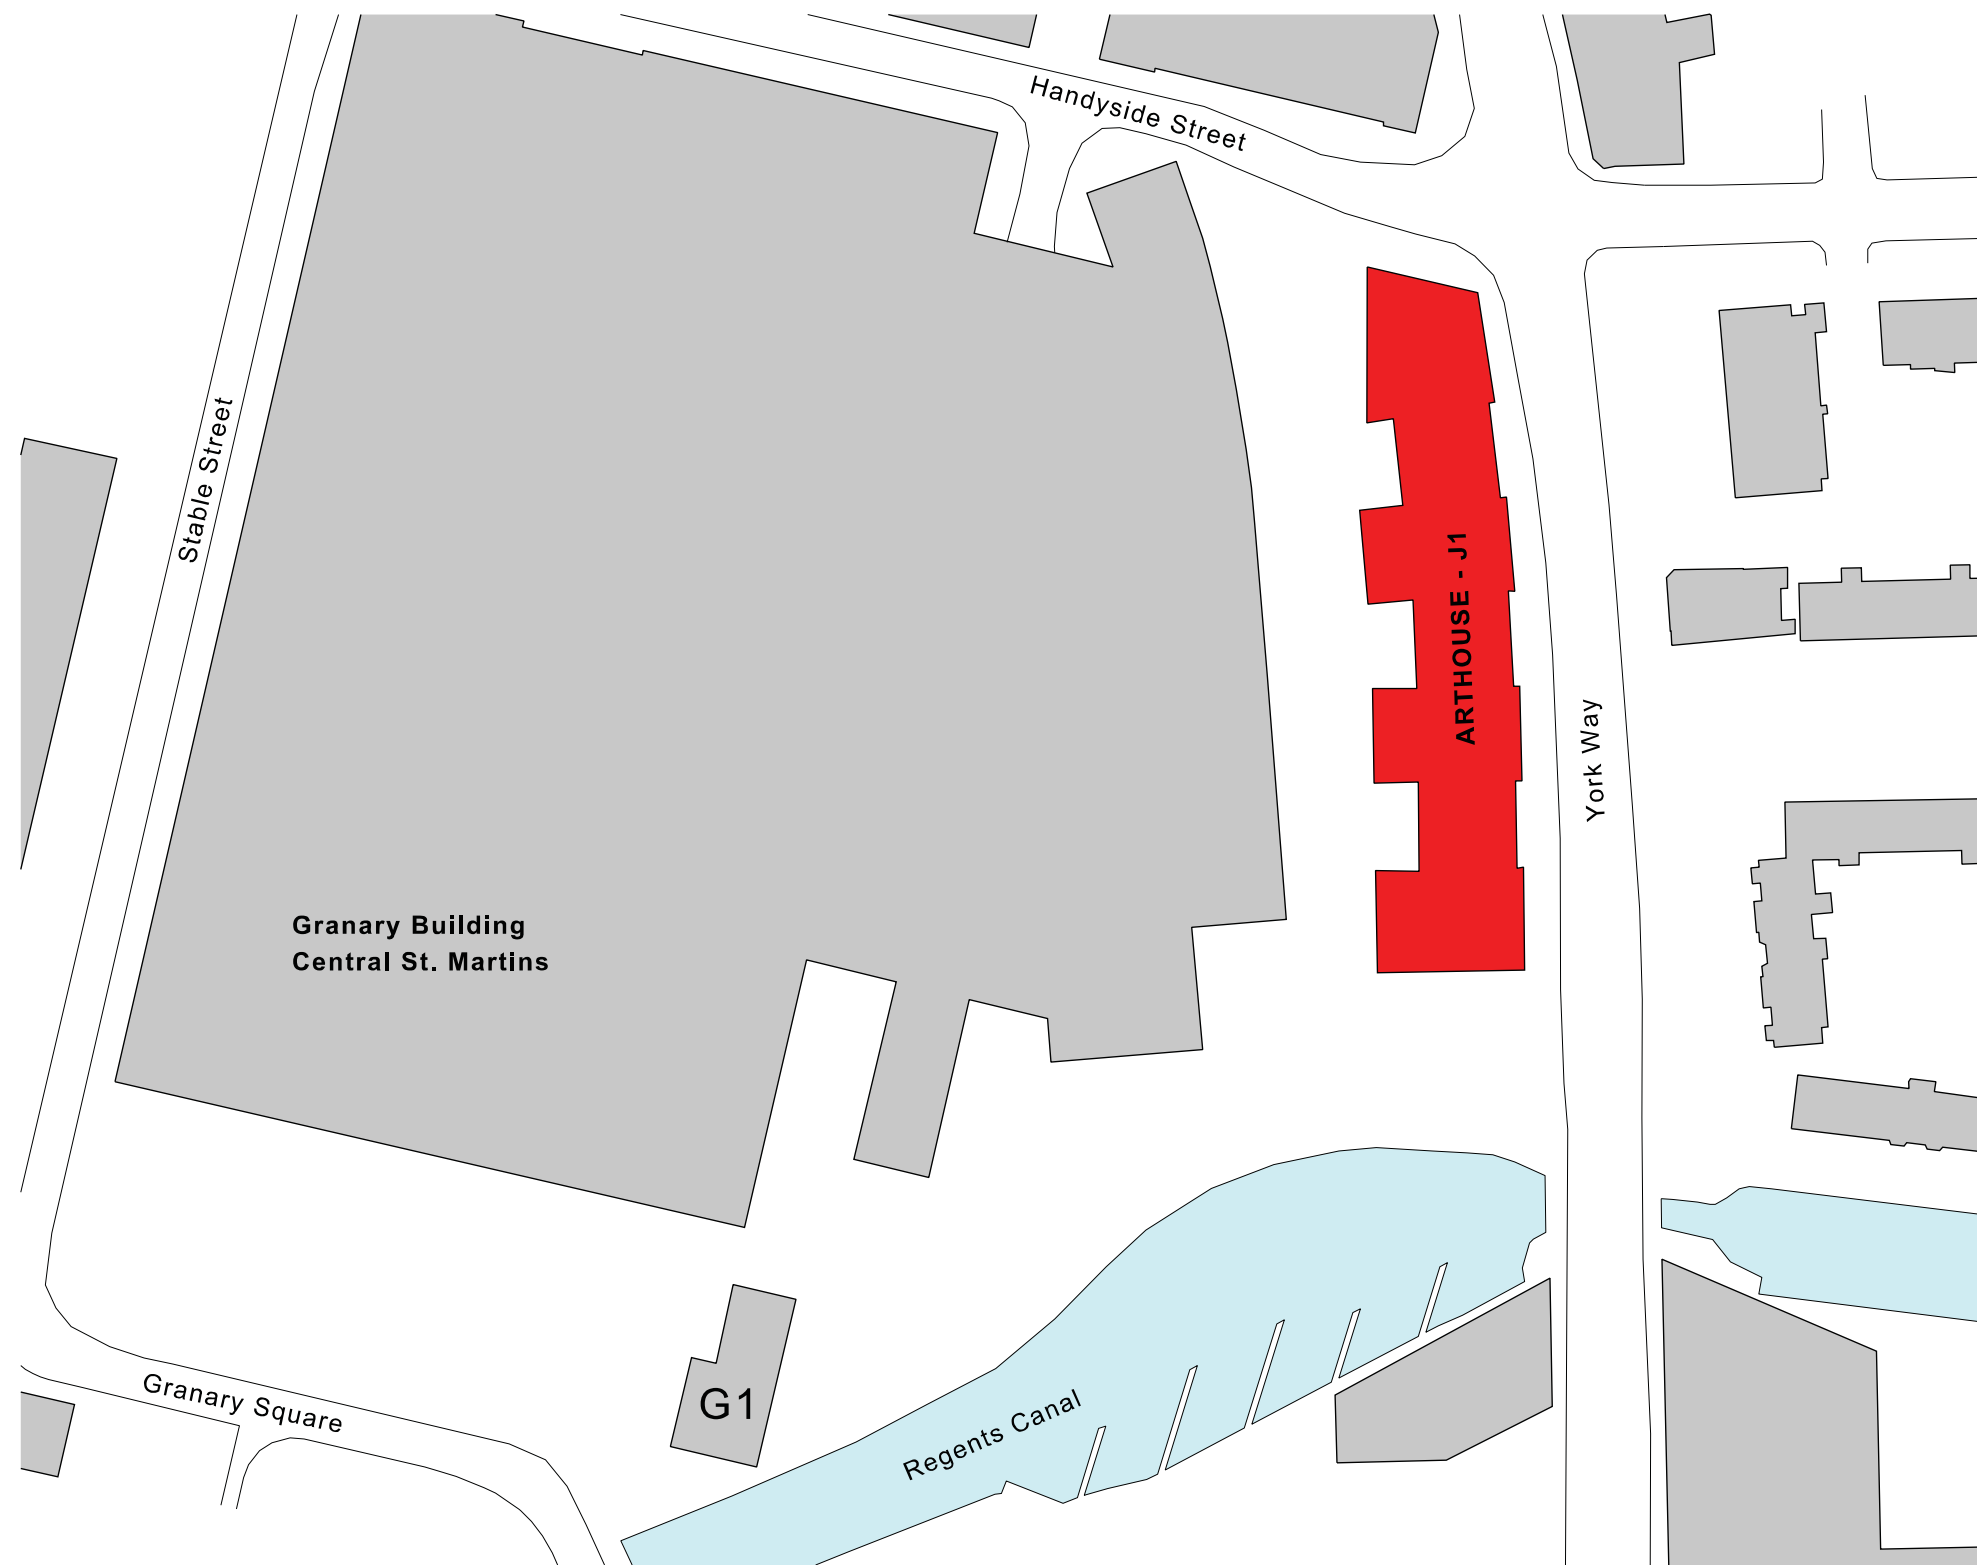 Handyside Street
Stable Street
ARTHOUSE - J1
York Way
Granary Building
Central St. Martins
Granary Square
G1
Regents Canal